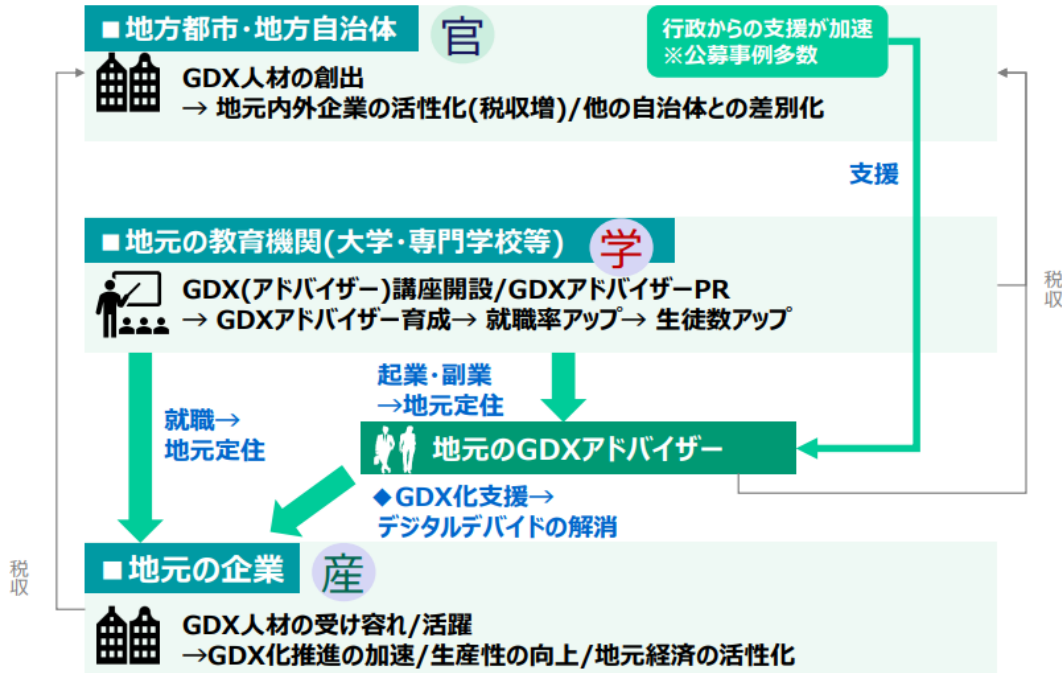 ■地方都市・地方自治体
官
行政からの支援が加速
※公募事例多数
GDX人材の創出
→ 地元内外企業の活性化(税収増)/他の自治体との差別化
支援
■地元の教育機関(大学・専門学校等)
学
GDX(アドバイザー)講座開設/GDXアドバイザーPR
→ GDXアドバイザー育成→ 就職率アップ→ 生徒数アップ
税収
起業・副業
→地元定住
就職→
地元定住
地元のGDXアドバイザー
◆GDX化支援→
デジタルデバイドの解消
税収
■地元の企業
産
GDX人材の受け容れ/活躍
→GDX化推進の加速/生産性の向上/地元経済の活性化